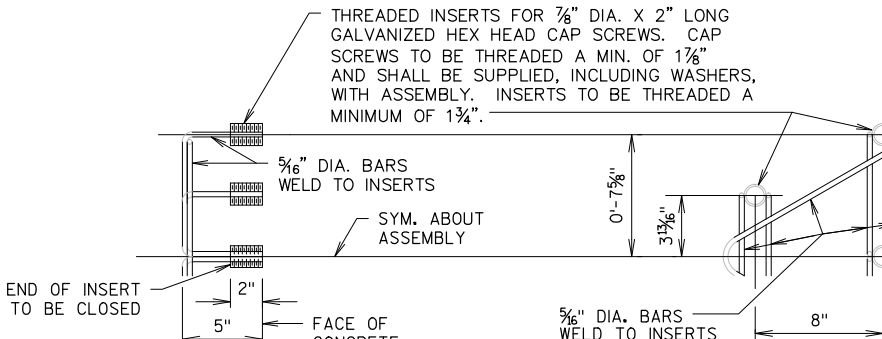 THREADED INSERTS FOR ⅞" DIA. X 2" LONG
GALVANIZED HEX HEAD CAP SCREWS. CAP
SCREWS TO BE THREADED A MIN. OF 1⅞"
AND SHALL BE SUPPLIED, INCLUDING WASHERS,
WITH ASSEMBLY. INSERTS TO BE THREADED A
MINIMUM OF 1¾".
5/16" DIA. BARS
WELD TO INSERTS
0'-7⅝"
3 13/16"
SYM. ABOUT
ASSEMBLY
END OF INSERT
TO BE CLOSED
2"
5"
FACE OF
CONCRETE
5/16" DIA. BARS
WELD TO INSERTS
8"